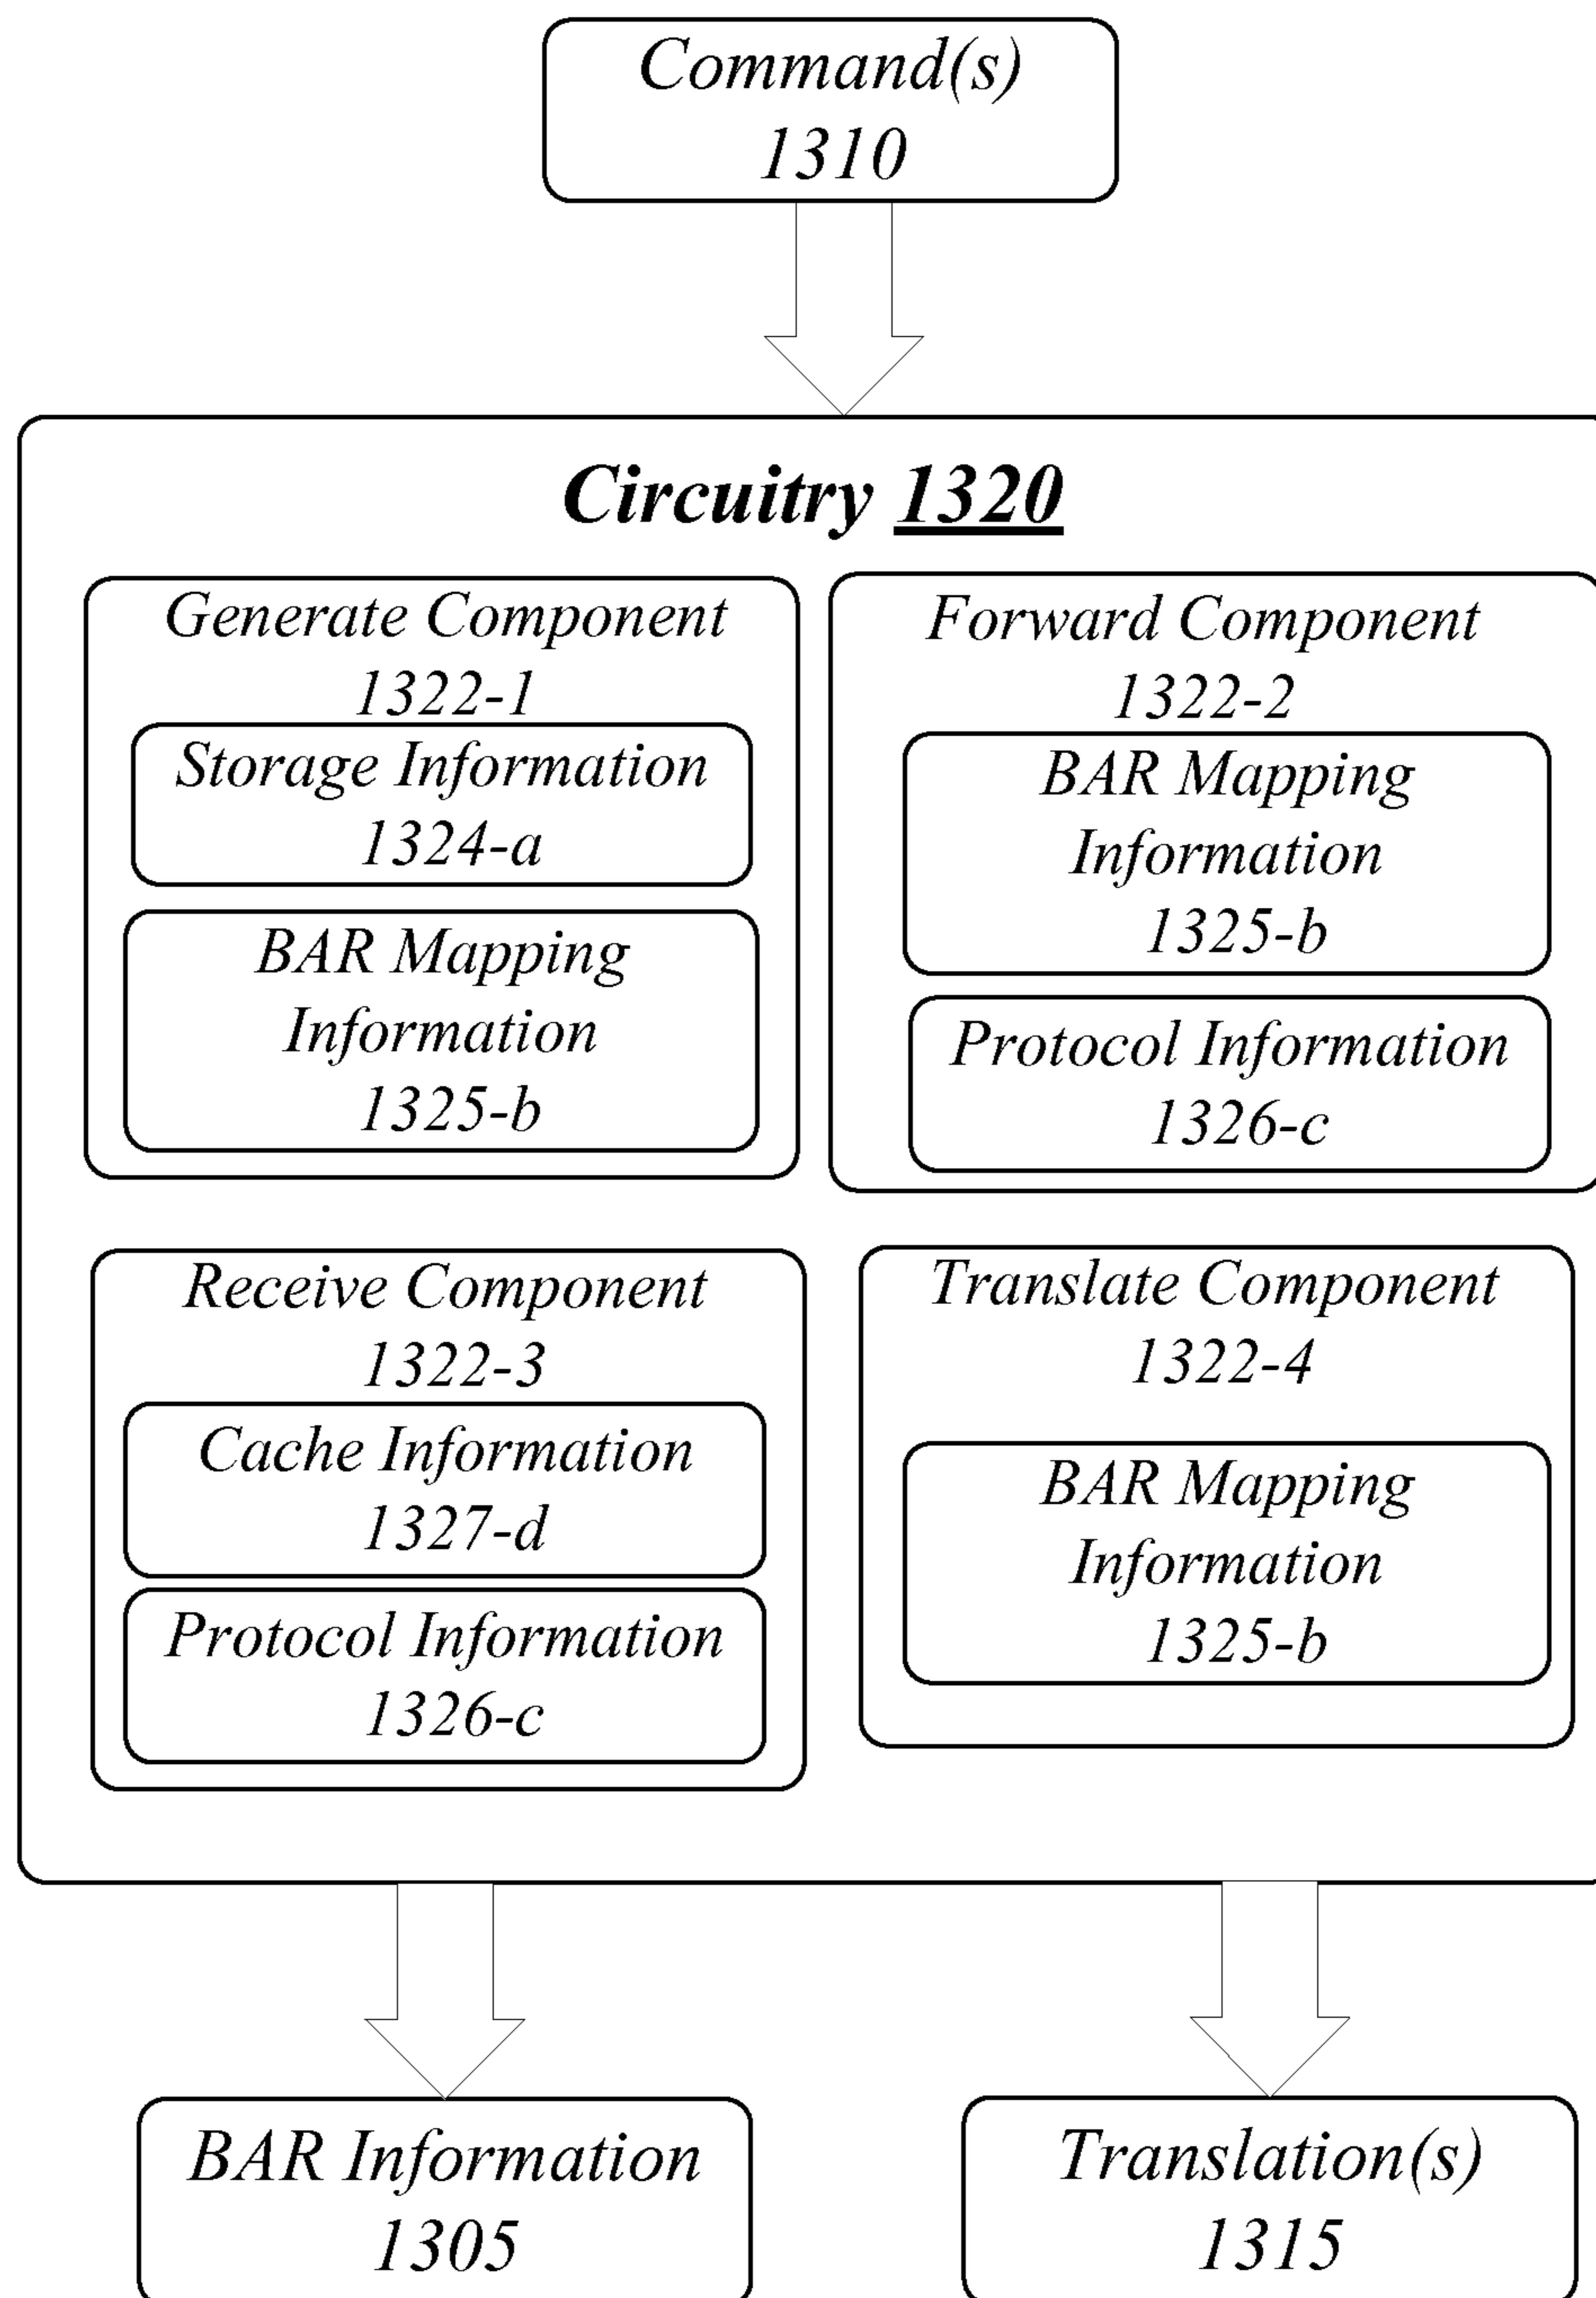 Command(s)
1310
Circuitry 1320
Generate Component
1322-1
Storage Information
1324-a
BAR Mapping
Information
1325-b
Forward Component
1322-2
BAR Mapping
Information
1325-b
Protocol Information
1326-c
Receive Component
1322-3
Cache Information
1327-d
Protocol Information
1326-c
Translate Component
1322-4
BAR Mapping
Information
1325-b
BAR Information
1305
Translation(s)
1315